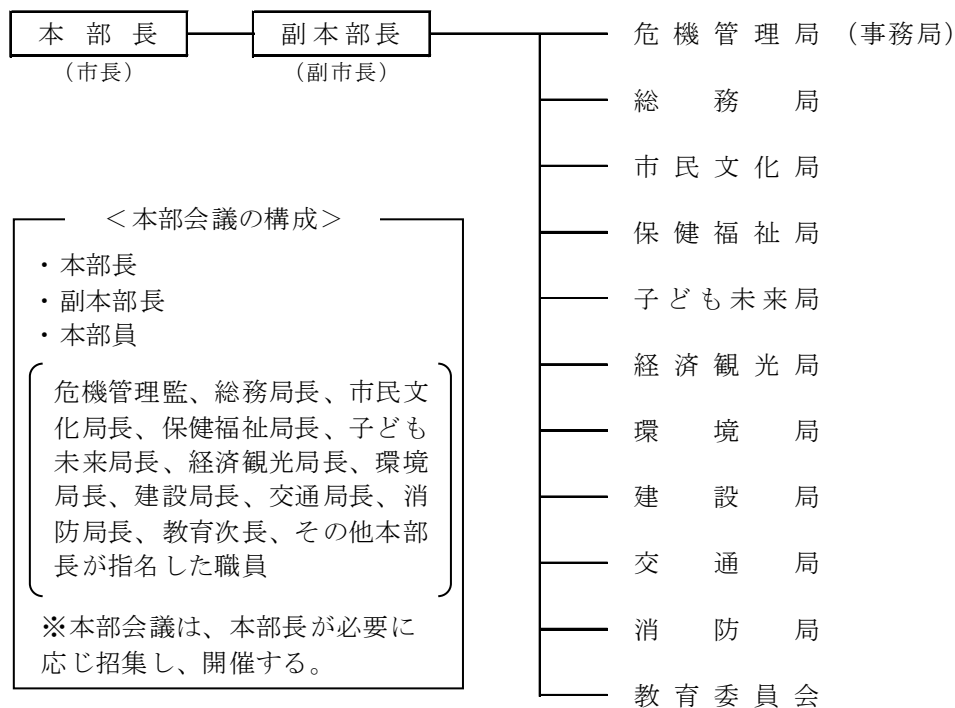 本部長
(市長)
副本部長
(副市長)
危機管理局(事務局)
総務局
市民文化局
保健福祉局
子ども未来局
経済観光局
環境局
建設局
交通局
消防局
教育委員会
<本部会議の構成>
・本部長
・副本部長
・本部員
危機管理監、総務局長、市民文
化局長、保健福祉局長、子ども
未来局長、経済観光局長、環境
局長、建設局長、交通局長、消
防局長、教育次長、その他本部
長が指名した職員
※本部会議は、本部長が必要に
応じ招集し、開催する。